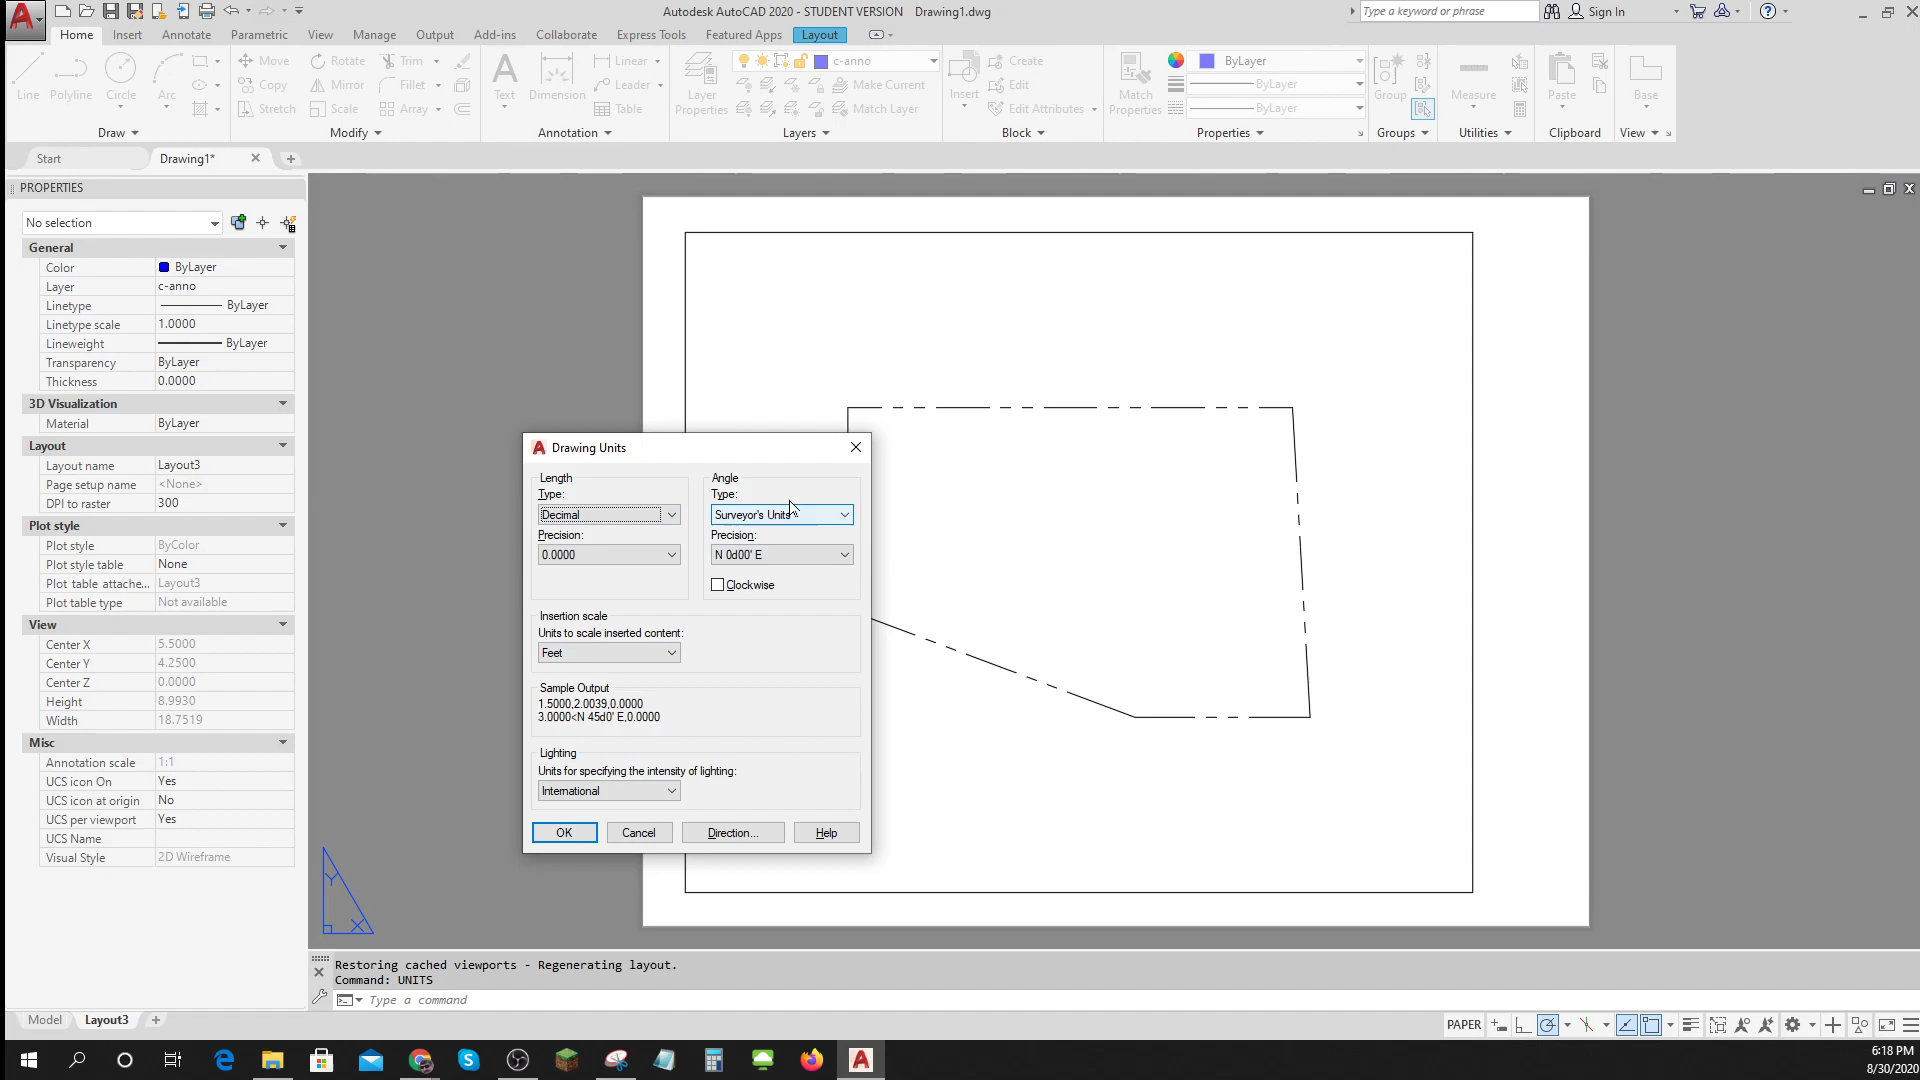 Autodesk AutoCAD 2020 - STUDENT VERSION Drawing1.dwg
Type a keyword or phrase
Sign In
Home Insert Annotate Parametric View Manage Output Add-ins Collaborate Express Tools Featured Apps Layout
Line Polyline Circle Arc
Draw
Move Rotate Trim
Copy Mirror Fillet
Stretch Scale Array
Modify
Text Dimension
Linear
Leader
Table
Annotation
Layer Properties
c-anno
Make Current
Match Layer
Layers
Insert
Create
Edit
Edit Attributes
Block
Match Properties
ByLayer
ByLayer
ByLayer
Properties
Group
Groups
Measure
Utilities
Paste
Clipboard
Base
View
Start
Drawing1*
PROPERTIES
No selection
General
Color ByLayer
Layer c-anno
Linetype ByLayer
Linetype scale 1.0000
Lineweight ByLayer
Transparency ByLayer
Thickness 0.0000
3D Visualization
Material ByLayer
Layout
Layout name Layout3
Page setup name <None>
DPI to raster 300
Plot style
Plot style ByColor
Plot style table None
Plot table attache... Layout3
Plot table type Not available
View
Center X 5.5000
Center Y 4.2500
Center Z 0.0000
Height 8.9930
Width 18.7519
Misc
Annotation scale 1:1
UCS icon On Yes
UCS icon at origin No
UCS per viewport Yes
UCS Name
Visual Style 2D Wireframe
Drawing Units
Length
Type:
Decimal
Precision:
0.0000
Angle
Type:
Surveyor's Units
Precision:
N 0d00' E
Clockwise
Insertion scale
Units to scale inserted content:
Feet
Sample Output
1.5000,2.0039,0.0000
3.0000<N 45d0' E,0.0000
Lighting
Units for specifying the intensity of lighting:
International
OK Cancel Direction... Help
Y
X
Restoring cached viewports - Regenerating layout.
Command: UNITS
Type a command
Model Layout3
PAPER
6:18 PM
8/30/2020